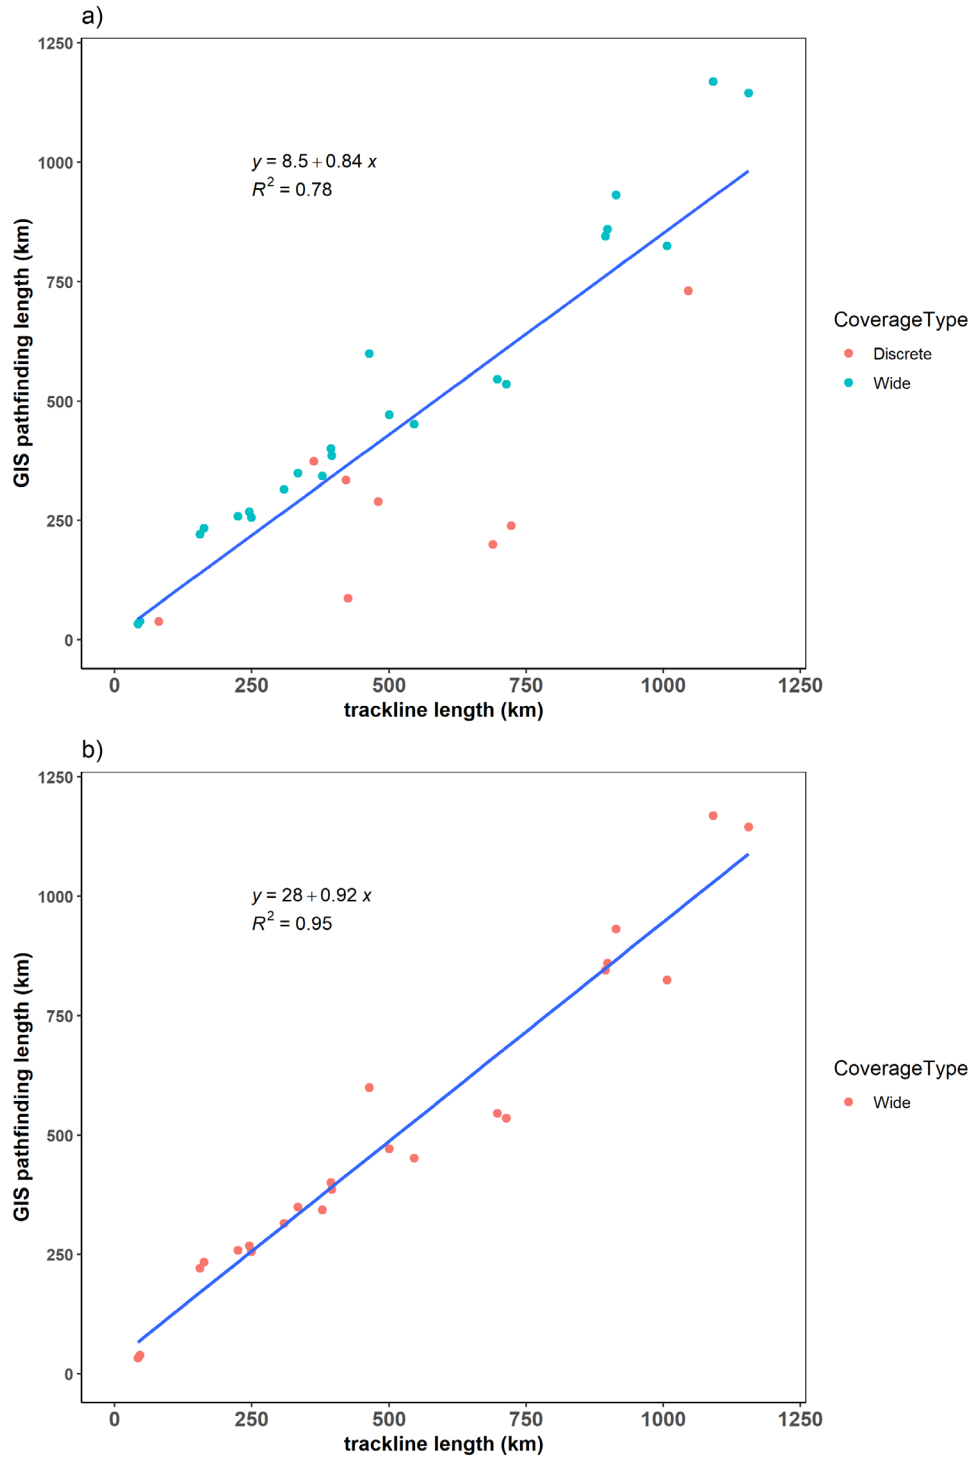 a)
1250
1000
750
500
250
0
y = 8.5 + 0.84 x
R² = 0.78
GIS pathfinding length (km)
0 250 500 750 1000 1250
trackline length (km)
CoverageType
Discrete
Wide
b)
1250
1000
750
500
250
0
y = 28 + 0.92 x
R² = 0.95
GIS pathfinding length (km)
0 250 500 750 1000 1250
trackline length (km)
CoverageType
Wide